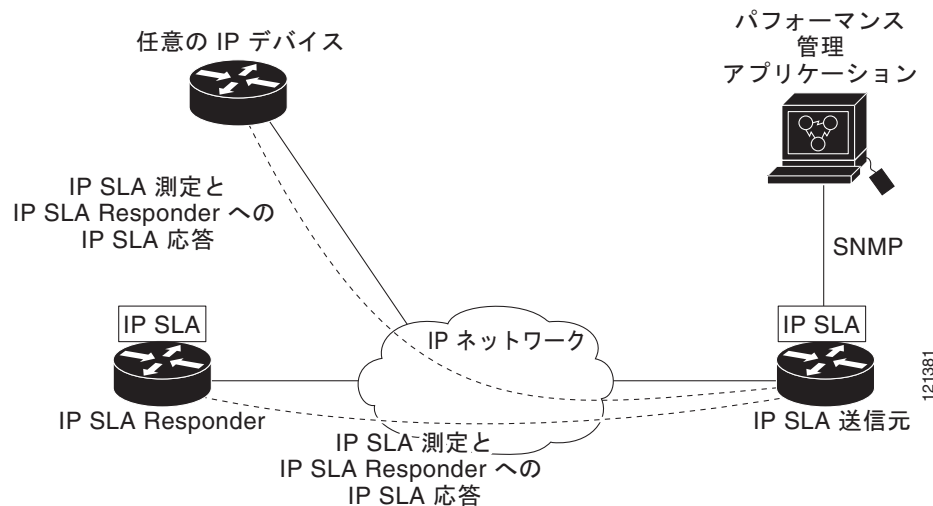 任意の IP デバイス
パフォーマンス
管理
アプリケーション
IP SLA 測定と
IP SLA Responder への
IP SLA 応答
SNMP
IP SLA
IP SLA
IP ネットワーク
IP SLA Responder
IP SLA 送信元
121381
IP SLA 測定と
IP SLA Responder への
IP SLA 応答